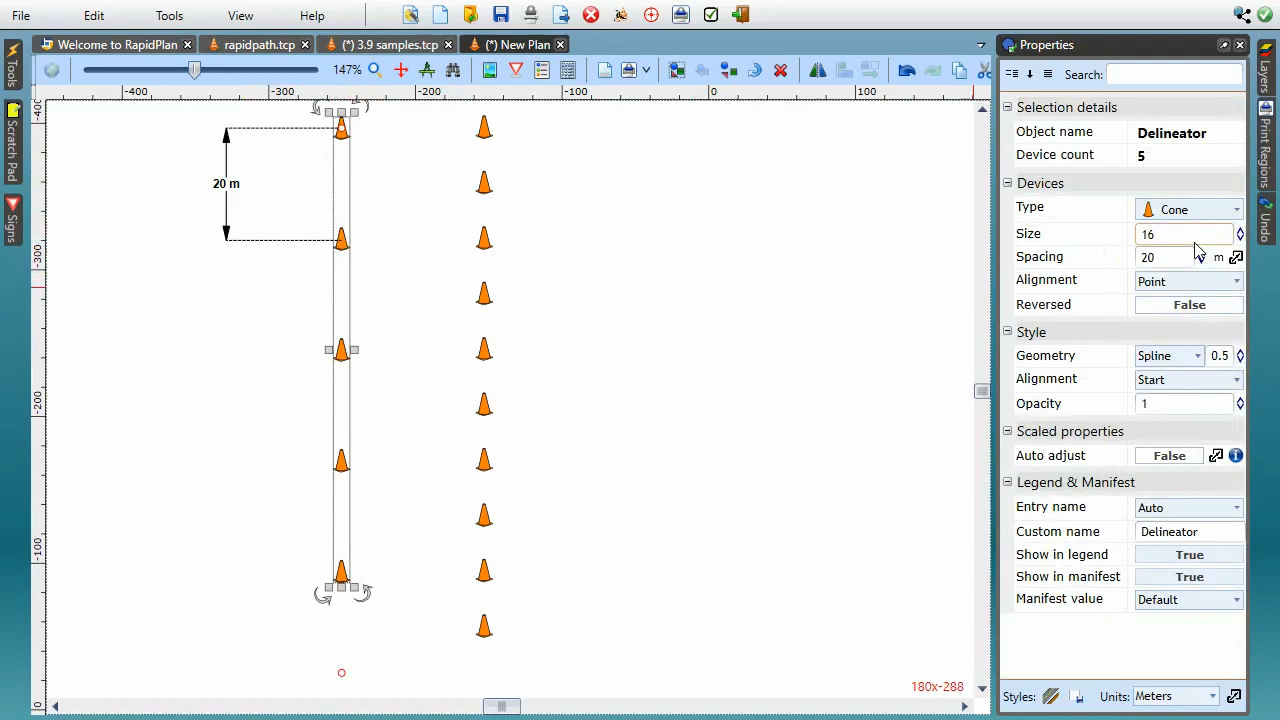 File Edit Tools View Help
Welcome to RapidPlan rapidpath.tcp (*) 3.9 samples.tcp (*) New Plan
147%
-400 -300 -200 -100 0 100
-400
-300
-200
-100
0
20 m
180x-288
Tools
Scratch Pad
Signs
Properties
Search:
Selection details
Object name Delineator
Device count 5
Devices
Type Cone
Size 16
Spacing 20 m
Alignment Point
Reversed False
Style
Geometry Spline 0.5
Alignment Start
Opacity 1
Scaled properties
Auto adjust False
Legend & Manifest
Entry name Auto
Custom name Delineator
Show in legend True
Show in manifest True
Manifest value Default
Styles: Units: Meters
Layers
Print Regions
Undo